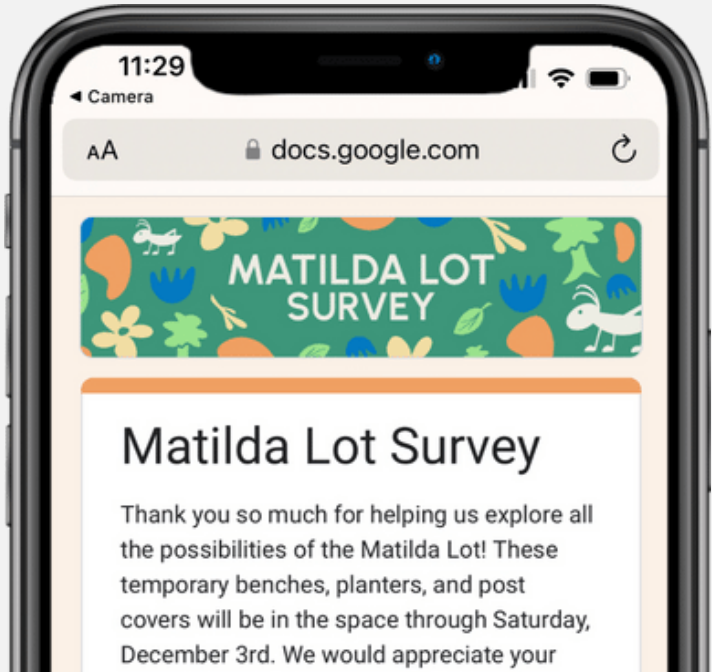 11:29
◀ Camera
AA docs.google.com
MATILDA LOT
SURVEY
Matilda Lot Survey
Thank you so much for helping us explore all
the possibilities of the Matilda Lot! These
temporary benches, planters, and post
covers will be in the space through Saturday,
December 3rd. We would appreciate your